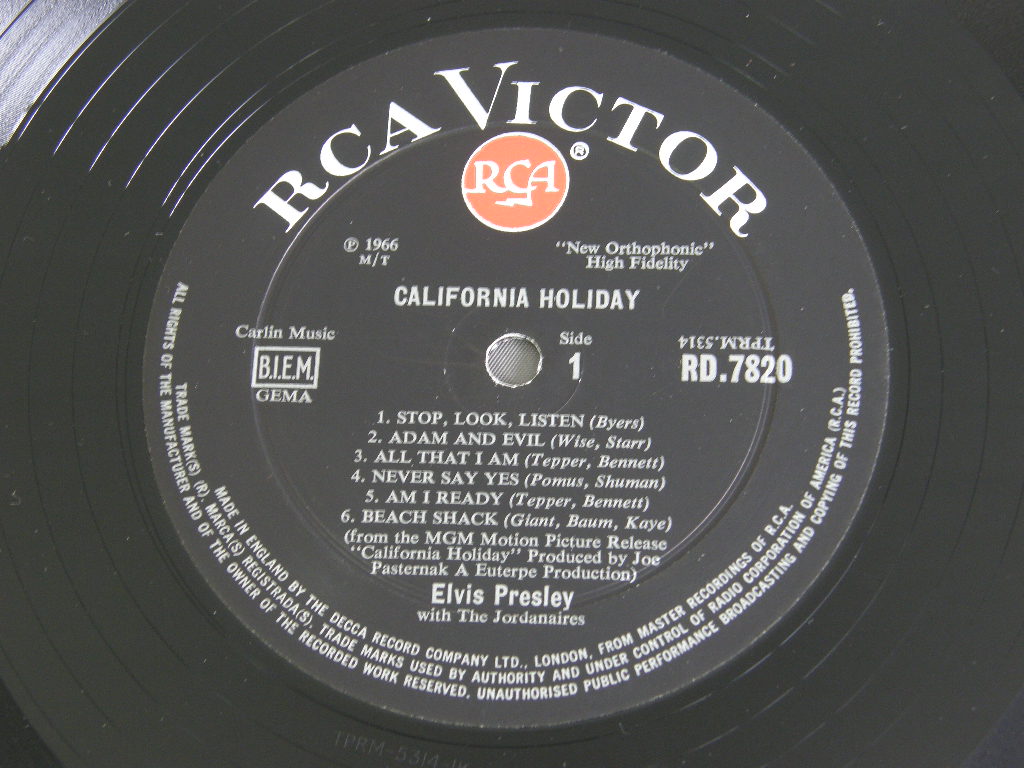 RCA VICTOR
RCA ®
℗ 1966
M/T
"New Orthophonic"
High Fidelity
CALIFORNIA HOLIDAY
Carlin Music
B.I.E.M.
GEMA
Side
1
TPRM.5314
RD.7820
1. STOP, LOOK, LISTEN (Byers)
2. ADAM AND EVIL (Wise, Starr)
3. ALL THAT I AM (Tepper, Bennett)
4. NEVER SAY YES (Pomus, Shuman)
5. AM I READY (Tepper, Bennett)
6. BEACH SHACK (Giant, Baum, Kaye)
(from the MGM Motion Picture Release
"California Holiday" Produced by Joe
Pasternak A Euterpe Production)
Elvis Presley
with The Jordanaires
MADE IN ENGLAND BY THE DECCA RECORD COMPANY LTD., LONDON, FROM MASTER RECORDINGS OF R.C.A.
TRADE MARK(S) (R), MARCA(S) REGISTRADA(S), TRADE MARKS USED BY AUTHORITY AND UNDER CONTROL OF RADIO CORPORATION OF AMERICA (R.C.A.)
ALL RIGHTS OF THE MANUFACTURER AND OF THE OWNER OF THE RECORDED WORK RESERVED. UNAUTHORISED PUBLIC PERFORMANCE BROADCASTING AND COPYING OF THIS RECORD PROHIBITED.